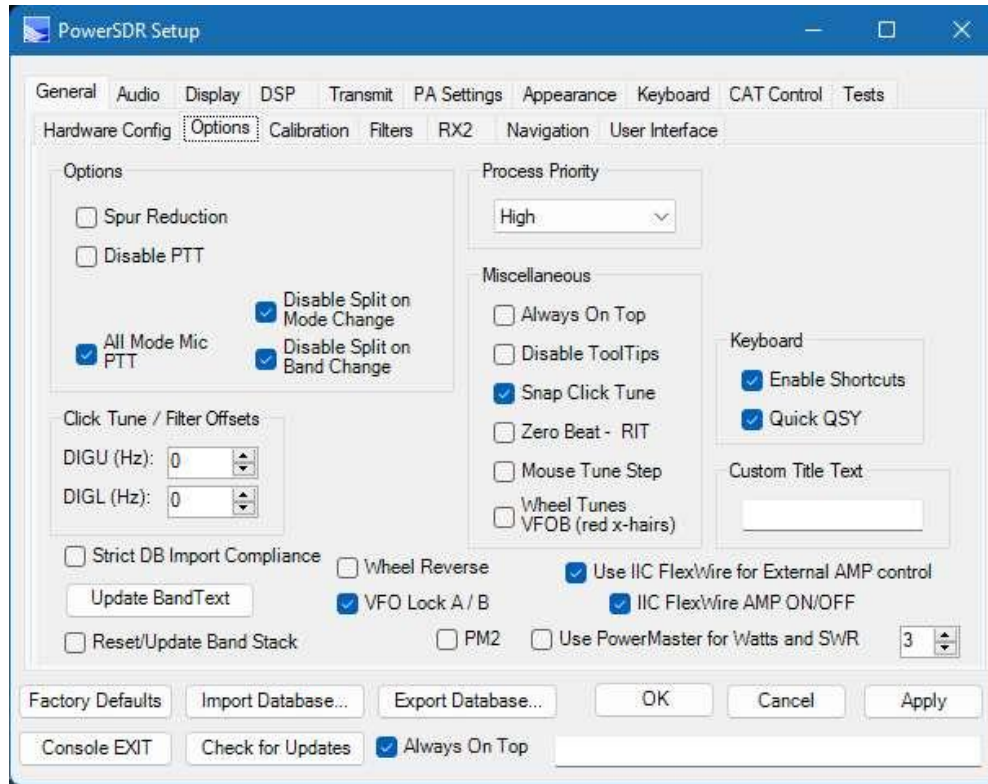 PowerSDR Setup
General Audio Display DSP Transmit PA Settings Appearance Keyboard CAT Control Tests
Hardware Config Options Calibration Filters RX2 Navigation User Interface
Options
Spur Reduction
Disable PTT
Disable Split on
Mode Change
All Mode Mic
PTT
Disable Split on
Band Change
Process Priority
High
Miscellaneous
Always On Top
Disable ToolTips
Snap Click Tune
Zero Beat - RIT
Mouse Tune Step
Wheel Tunes
VFOB (red x-hairs)
Keyboard
Enable Shortcuts
Quick QSY
Click Tune / Filter Offsets
DIGU (Hz): 0
DIGL (Hz): 0
Custom Title Text
Strict DB Import Compliance
Wheel Reverse
Use IIC FlexWire for External AMP control
Update BandText
VFO Lock A / B
IIC FlexWire AMP ON/OFF
Reset/Update Band Stack
PM2
Use PowerMaster for Watts and SWR 3
Factory Defaults Import Database... Export Database... OK Cancel Apply
Console EXIT Check for Updates Always On Top